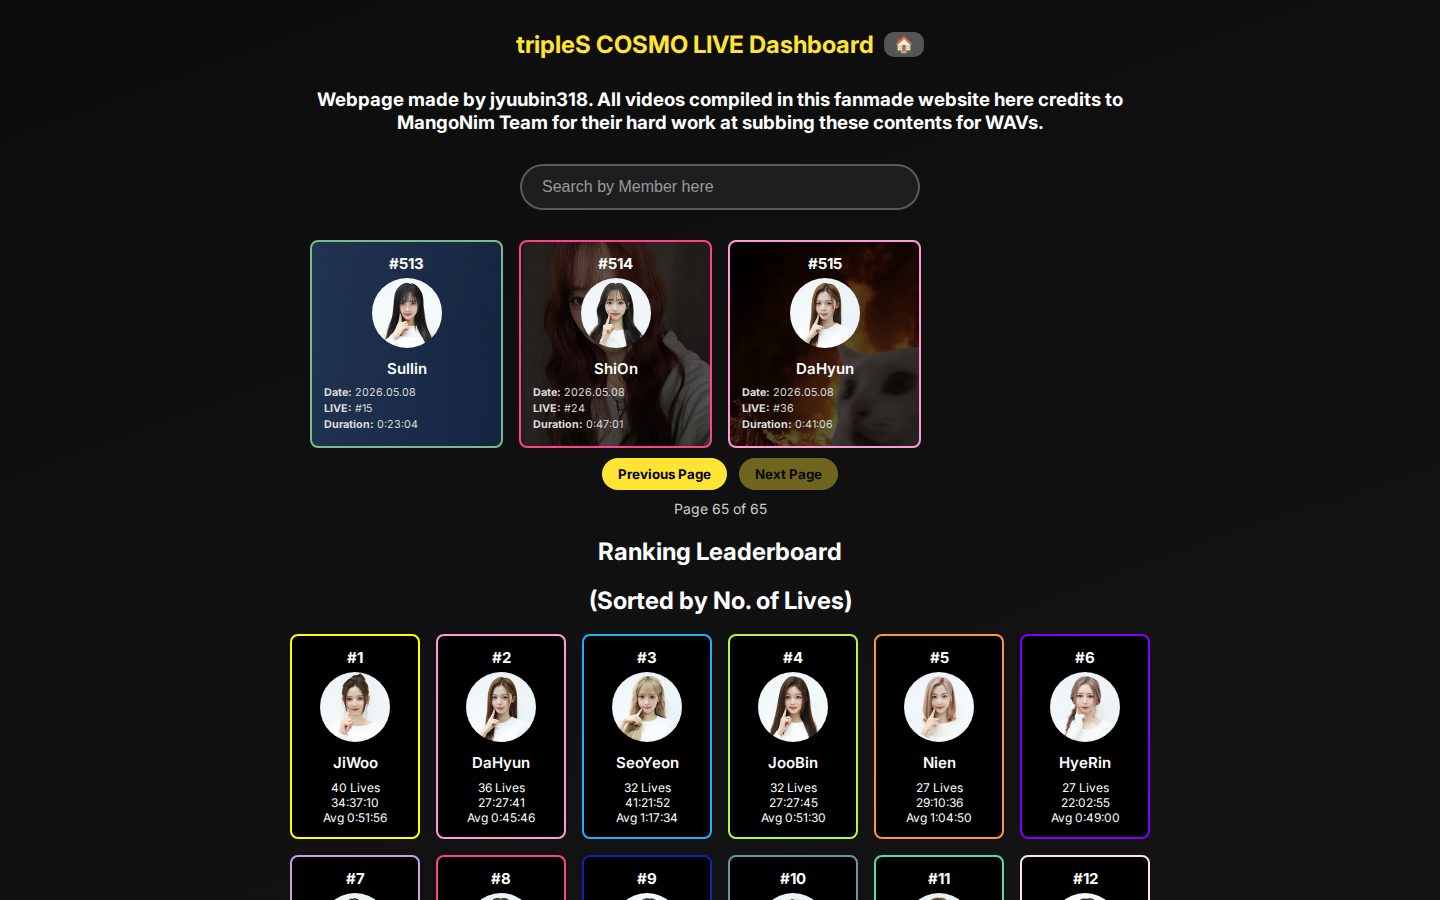 tripleS COSMO LIVE Dashboard
Webpage made by jyuubin318. All videos compiled in this fanmade website here credits to
MangoNim Team for their hard work at subbing these contents for WAVs.
Search by Member here
#513
Sullin
Date: 2026.05.08
LIVE: #15
Duration: 0:23:04
#514
ShiOn
Date: 2026.05.08
LIVE: #24
Duration: 0:47:01
#515
DaHyun
Date: 2026.05.08
LIVE: #36
Duration: 0:41:06
Previous Page
Next Page
Page 65 of 65
Ranking Leaderboard
(Sorted by No. of Lives)
#1
JiWoo
40 Lives
34:37:10
Avg 0:51:56
#2
DaHyun
36 Lives
27:27:41
Avg 0:45:46
#3
SeoYeon
32 Lives
41:21:52
Avg 1:17:34
#4
JooBin
32 Lives
27:27:45
Avg 0:51:30
#5
Nien
27 Lives
29:10:36
Avg 1:04:50
#6
HyeRin
27 Lives
22:02:55
Avg 0:49:00
#7
#8
#9
#10
#11
#12